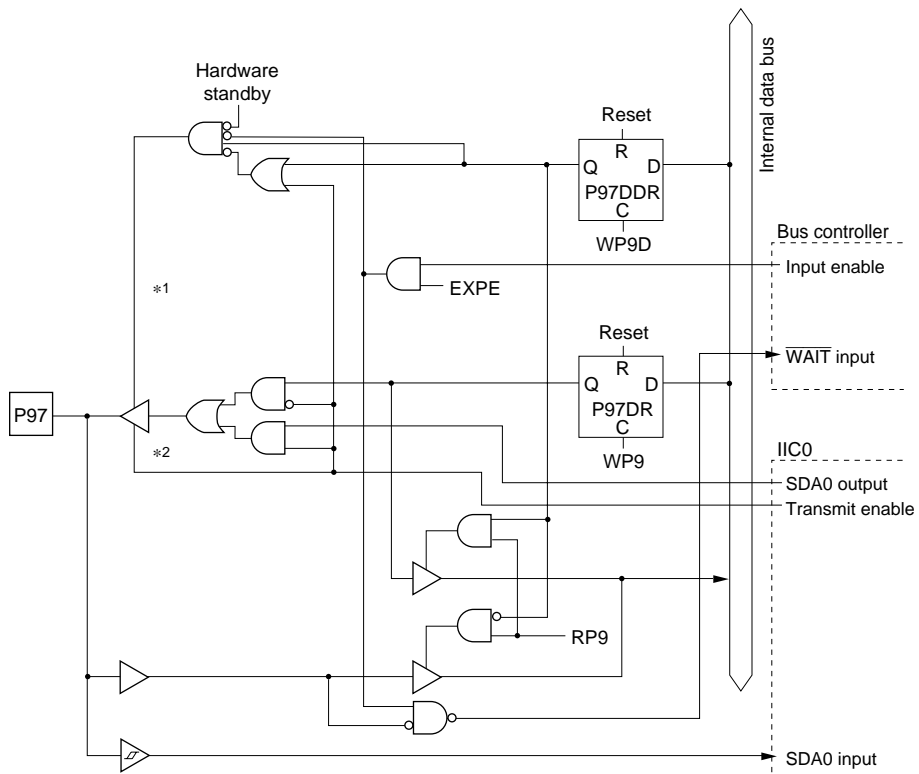 Hardware
standby
Reset
R
Q
D
P97DDR
C
WP9D
Internal data bus
Bus controller
Input enable
EXPE
*1
Reset
WAIT input
R
Q
D
P97DR
C
WP9
P97
*2
IIC0
SDA0 output
Transmit enable
RP9
SDA0 input